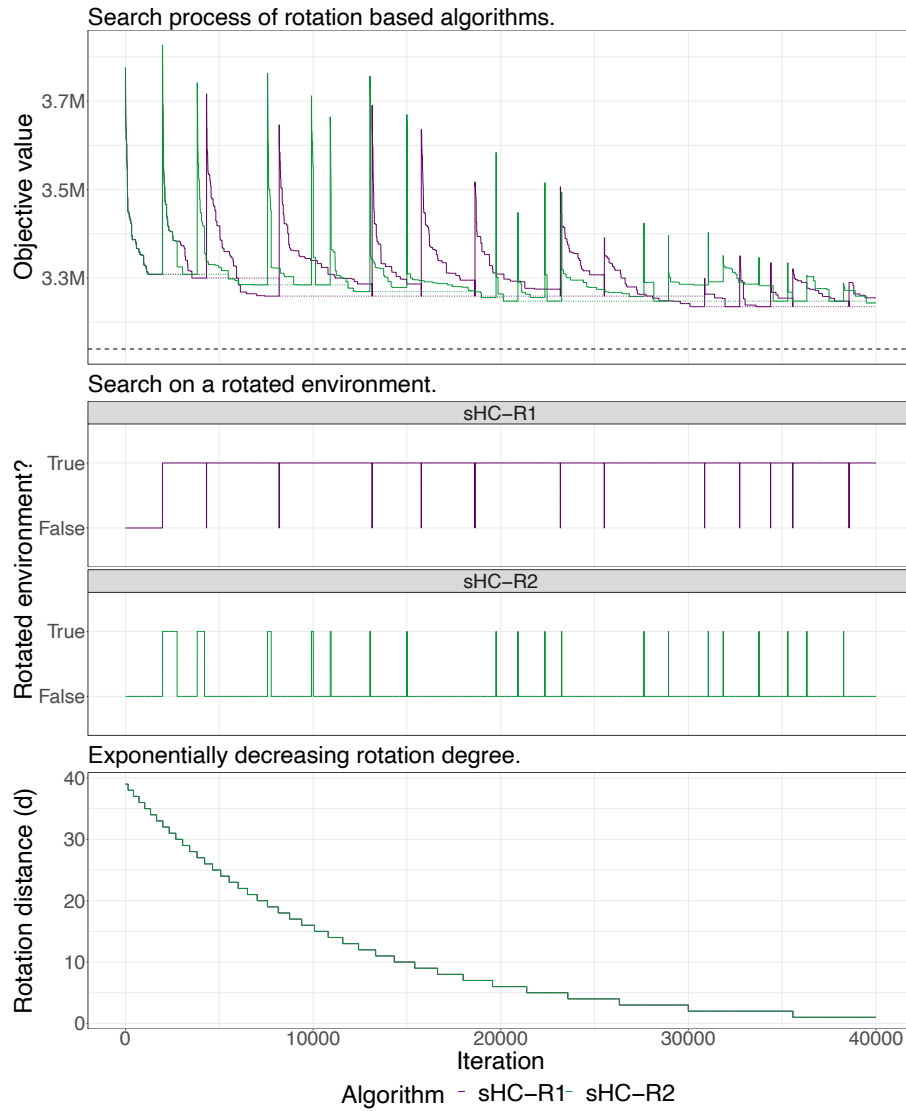 Search process of rotation based algorithms.
Objective value
3.7M
3.5M
3.3M
Search on a rotated environment.
Rotated environment?
sHC-R1
True
False
sHC-R2
True
False
Exponentially decreasing rotation degree.
Rotation distance (d)
40
30
20
10
0
0 10000 20000 30000 40000
Iteration
Algorithm sHC-R1 sHC-R2